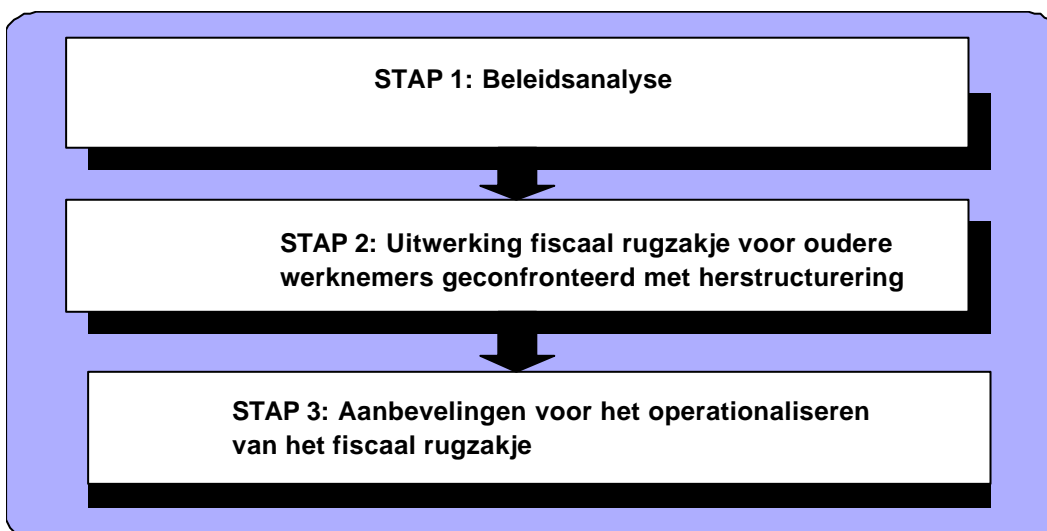 STAP 1: Beleidsanalyse
STAP 2: Uitwerking fiscaal rugzakje voor oudere
werknemers geconfronteerd met herstructurering
STAP 3: Aanbevelingen voor het operationaliseren
van het fiscaal rugzakje